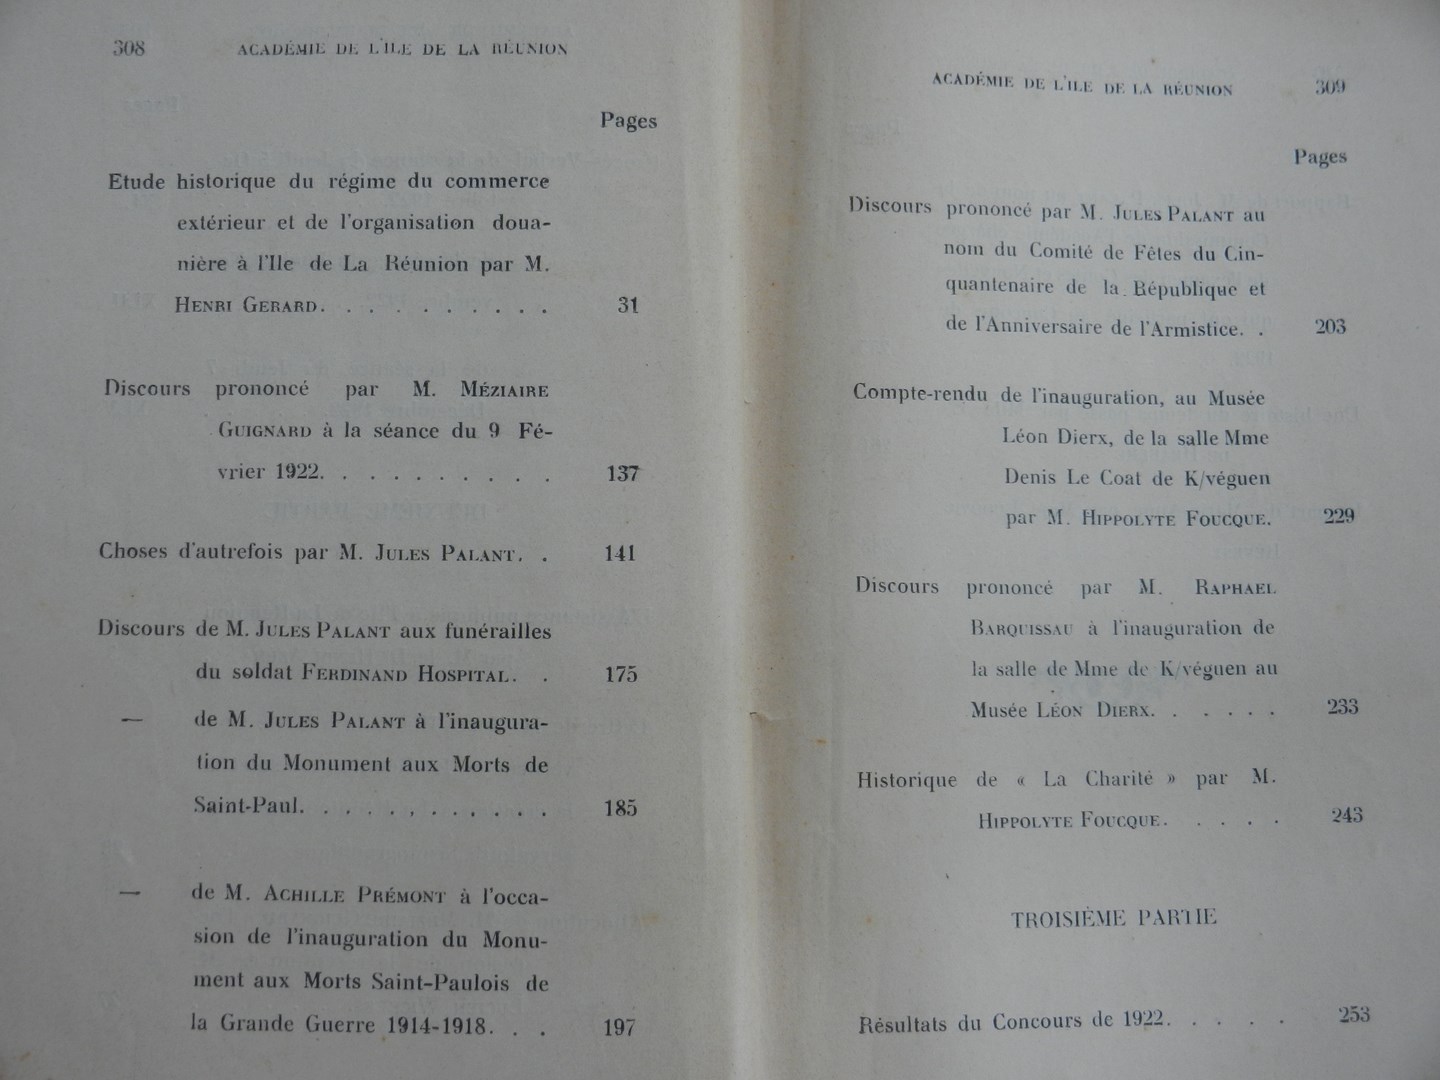 308 ACADÉMIE DE L'ILE DE LA RÉUNION
Pages
Etude historique du régime du commerce
extérieur et de l'organisation doua-
nière à l'Ile de La Réunion par M.
HENRI GERARD. . . . . . . . . . 31
Discours prononcé par M. MÉZIAIRE
GUIGNARD à la séance du 9 Fé-
vrier 1922. . . . . . . . . . 137
Choses d'autrefois par M. JULES PALANT. . 141
Discours de M. JULES PALANT aux funérailles
du soldat FERDINAND HOSPITAL. . 175
— de M. JULES PALANT à l'inaugura-
tion du Monument aux Morts de
Saint-Paul. . . . . . . . . . . 185
— de M. ACHILLE PRÉMONT à l'occa-
sion de l'inauguration du Monu-
ment aux Morts Saint-Paulois de
la Grande Guerre 1914-1918. . . 197
ACADÉMIE DE L'ILE DE LA RÉUNION 309
Pages
Discours prononcé par M. JULES PALANT au
nom du Comité de Fêtes du Cin-
quantenaire de la République et
de l'Anniversaire de l'Armistice. . 203
Compte-rendu de l'inauguration, au Musée
Léon Dierx, de la salle Mme
Denis Le Coat de K/véguen
par M. HIPPOLYTE FOUCQUE. 229
Discours prononcé par M. RAPHAEL
BARQUISSAU à l'inauguration de
la salle de Mme de K/véguen au
Musée LÉON DIERX. . . . . . 233
Historique de « La Charité » par M.
HIPPOLYTE FOUCQUE. . . . . 243
TROISIÉME PARTIE
Résultats du Concours de 1922. . . . . 253